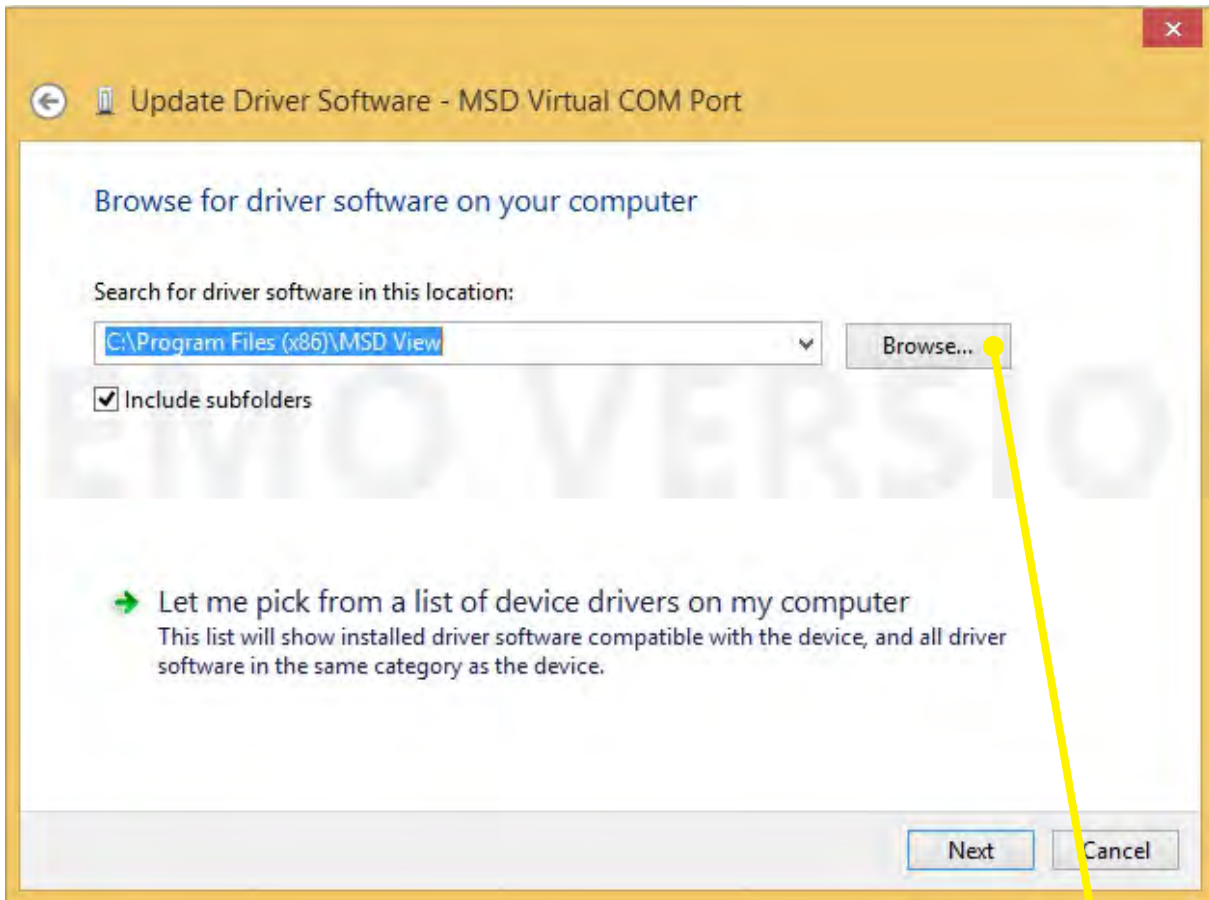 Update Driver Software - MSD Virtual COM Port
Browse for driver software on your computer
Search for driver software in this location:
C:\Program Files (x86)\MSD View
Browse...
Include subfolders
EMO VERSIO
Let me pick from a list of device drivers on my computer
This list will show installed driver software compatible with the device, and all driver
software in the same category as the device.
Next
Cancel